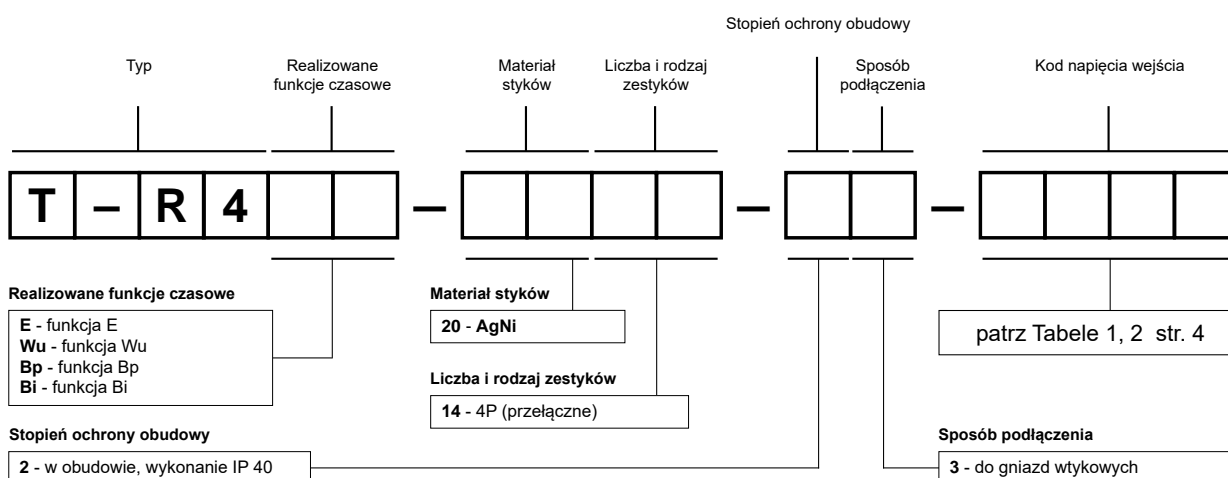 Stopień ochrony obudowy
Typ
Realizowane
funkcje czasowe
Materiał
styków
Liczba i rodzaj
zestyków
Sposób
podłączenia
Kod napięcia wejścia
T – R 4 – – –
Realizowane funkcje czasowe
E - funkcja E
Wu - funkcja Wu
Bp - funkcja Bp
Bi - funkcja Bi
Materiał styków
20 - AgNi
patrz Tabele 1, 2 str. 4
Liczba i rodzaj zestyków
14 - 4P (przełączne)
Stopień ochrony obudowy
2 - w obudowie, wykonanie IP 40
Sposób podłączenia
3 - do gniazd wtykowych